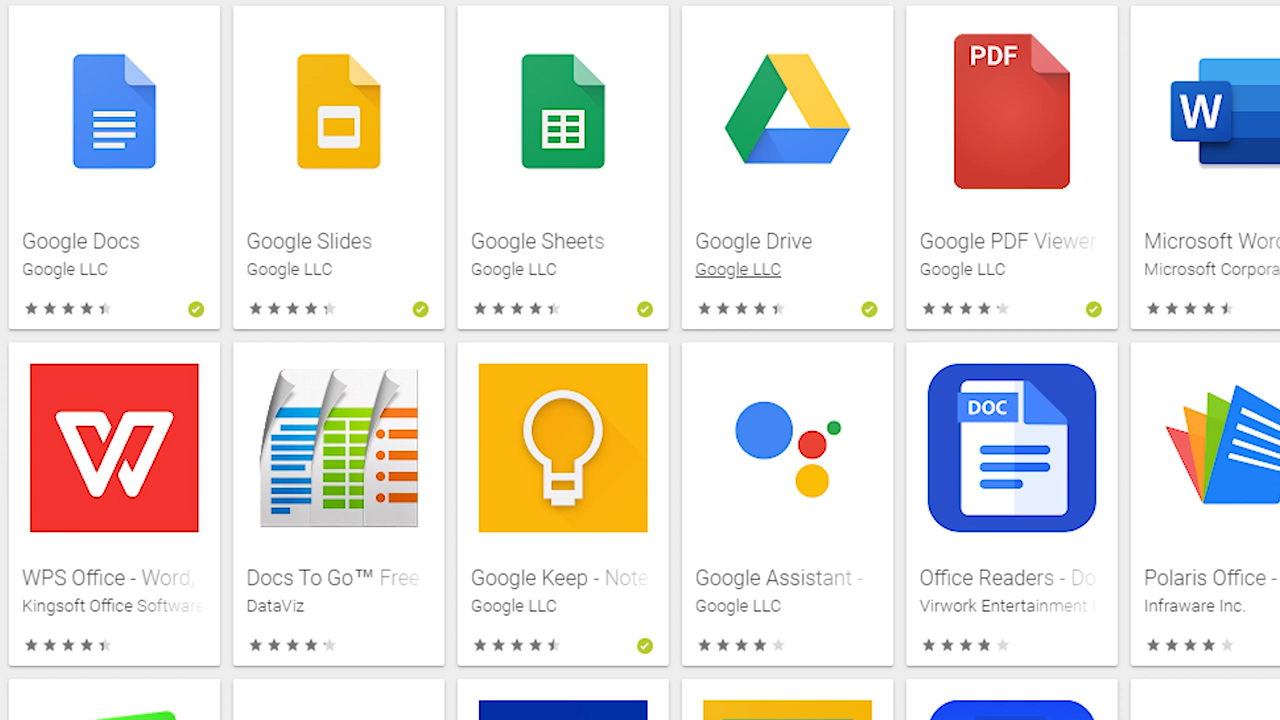 PDF
W
Google Docs
Google LLC
Google Slides
Google LLC
Google Sheets
Google LLC
Google Drive
Google LLC
Google PDF Viewer
Google LLC
Microsoft
Microsoft
DOC
WPS Office - Word,
Kingsoft Office Software
Docs To Go™ Free
DataViz
Google Keep - Note
Google LLC
Google Assistant -
Google LLC
Office Readers - Do
Virwork Entertainment
Polaris Office -
Infraware Inc.